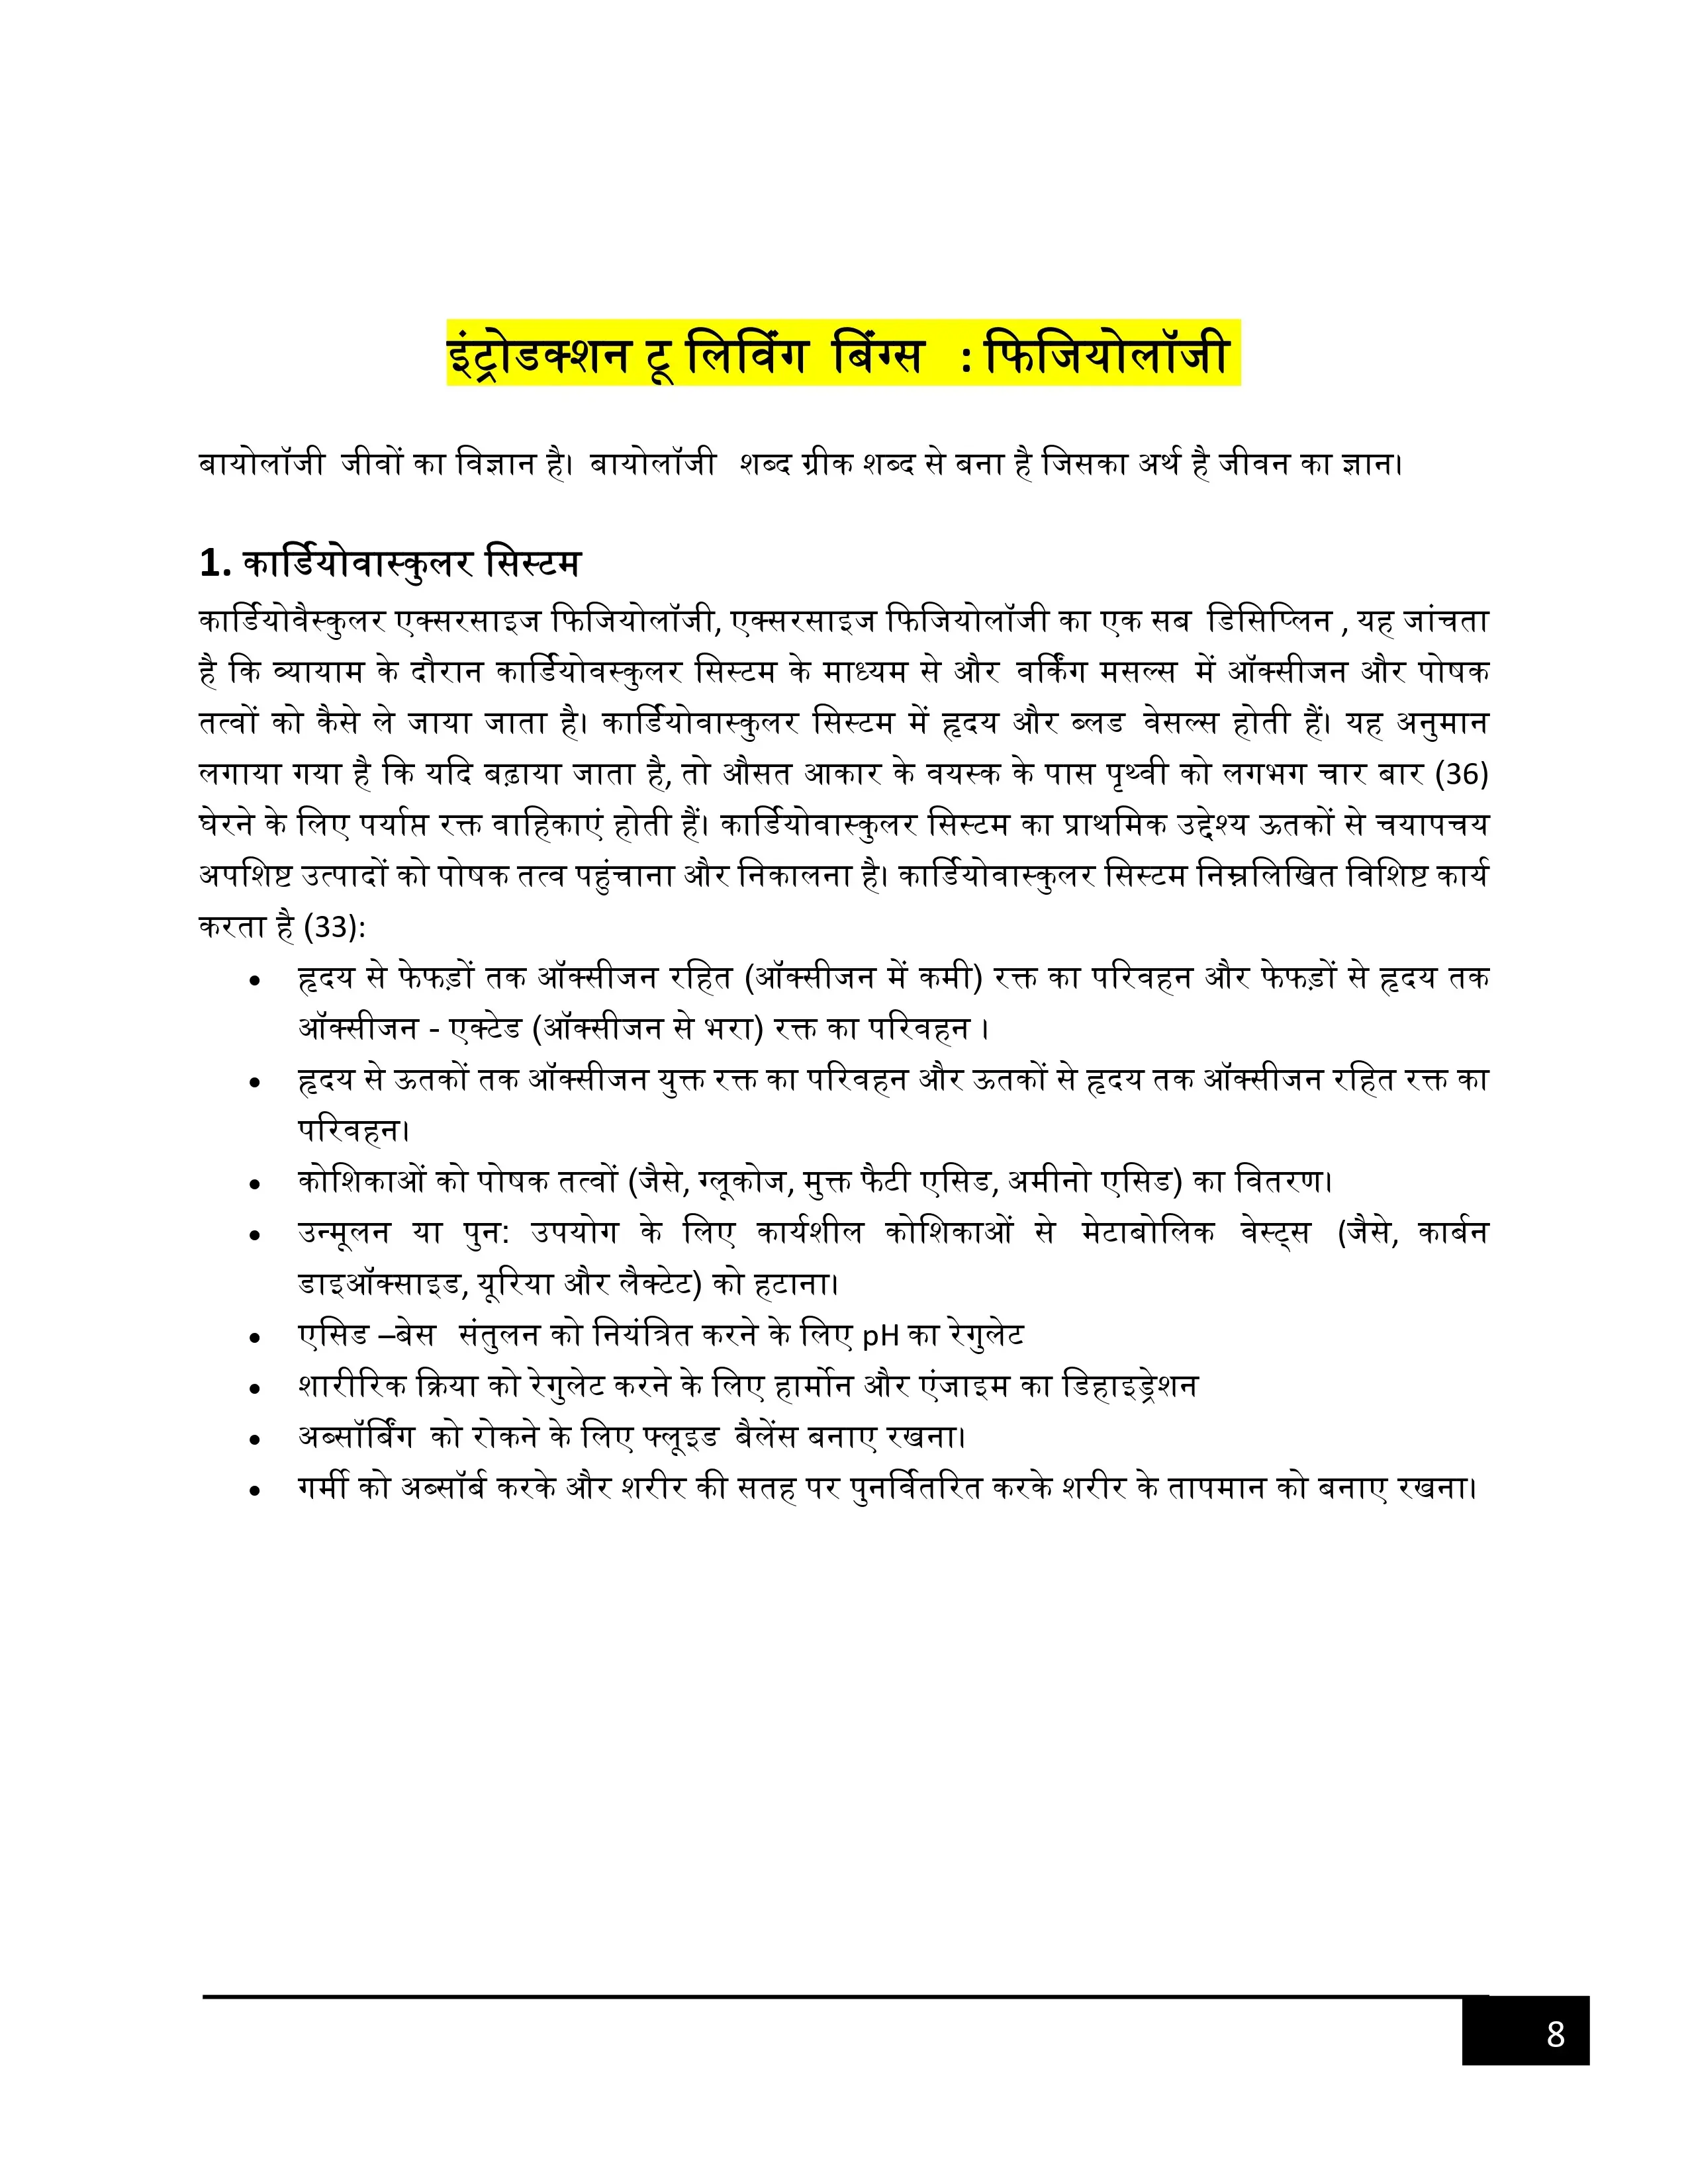 इंट्रोडक्शन टू लिविंग बिंग्स : फिजियोलॉजी
बायोलॉजी जीवों का विज्ञान है। बायोलॉजी शब्द ग्रीक शब्द से बना है जिसका अर्थ है जीवन का ज्ञान।
1. कार्डियोवास्कुलर सिस्टम
कार्डियोवैस्कुलर एक्सरसाइज फिजियोलॉजी, एक्सरसाइज फिजियोलॉजी का एक सब डिसिप्लिन , यह जांचता
है कि व्यायाम के दौरान कार्डियोवस्कुलर सिस्टम के माध्यम से और वर्किंग मसल्स में ऑक्सीजन और पोषक
तत्वों को कैसे ले जाया जाता है। कार्डियोवास्कुलर सिस्टम में हृदय और ब्लड वेसल्स होती हैं। यह अनुमान
लगाया गया है कि यदि बढ़ाया जाता है, तो औसत आकार के वयस्क के पास पृथ्वी को लगभग चार बार (36)
घेरने के लिए पर्याप्त रक्त वाहिकाएं होती हैं। कार्डियोवास्कुलर सिस्टम का प्राथमिक उद्देश्य ऊतकों से चयापचय
अपशिष्ट उत्पादों को पोषक तत्व पहुंचाना और निकालना है। कार्डियोवास्कुलर सिस्टम निम्नलिखित विशिष्ट कार्य
करता है (33):
• हृदय से फेफड़ों तक ऑक्सीजन रहित (ऑक्सीजन में कमी) रक्त का परिवहन और फेफड़ों से हृदय तक
ऑक्सीजन - एक्टेड (ऑक्सीजन से भरा) रक्त का परिवहन ।
• हृदय से ऊतकों तक ऑक्सीजन युक्त रक्त का परिवहन और ऊतकों से हृदय तक ऑक्सीजन रहित रक्त का
परिवहन।
• कोशिकाओं को पोषक तत्वों (जैसे, ग्लूकोज, मुक्त फैटी एसिड, अमीनो एसिड) का वितरण।
• उन्मूलन या पुन: उपयोग के लिए कार्यशील कोशिकाओं से मेटाबोलिक वेस्ट्स (जैसे, कार्बन
डाइऑक्साइड, यूरिया और लैक्टेट) को हटाना।
• एसिड –बेस संतुलन को नियंत्रित करने के लिए pH का रेगुलेट
• शारीरिक क्रिया को रेगुलेट करने के लिए हार्मोन और एंजाइम का डिहाइड्रेशन
• अब्सॉर्बिंग को रोकने के लिए फ्लूइड बैलेंस बनाए रखना।
• गर्मी को अब्सॉर्ब करके और शरीर की सतह पर पुनर्वितरित करके शरीर के तापमान को बनाए रखना।
8